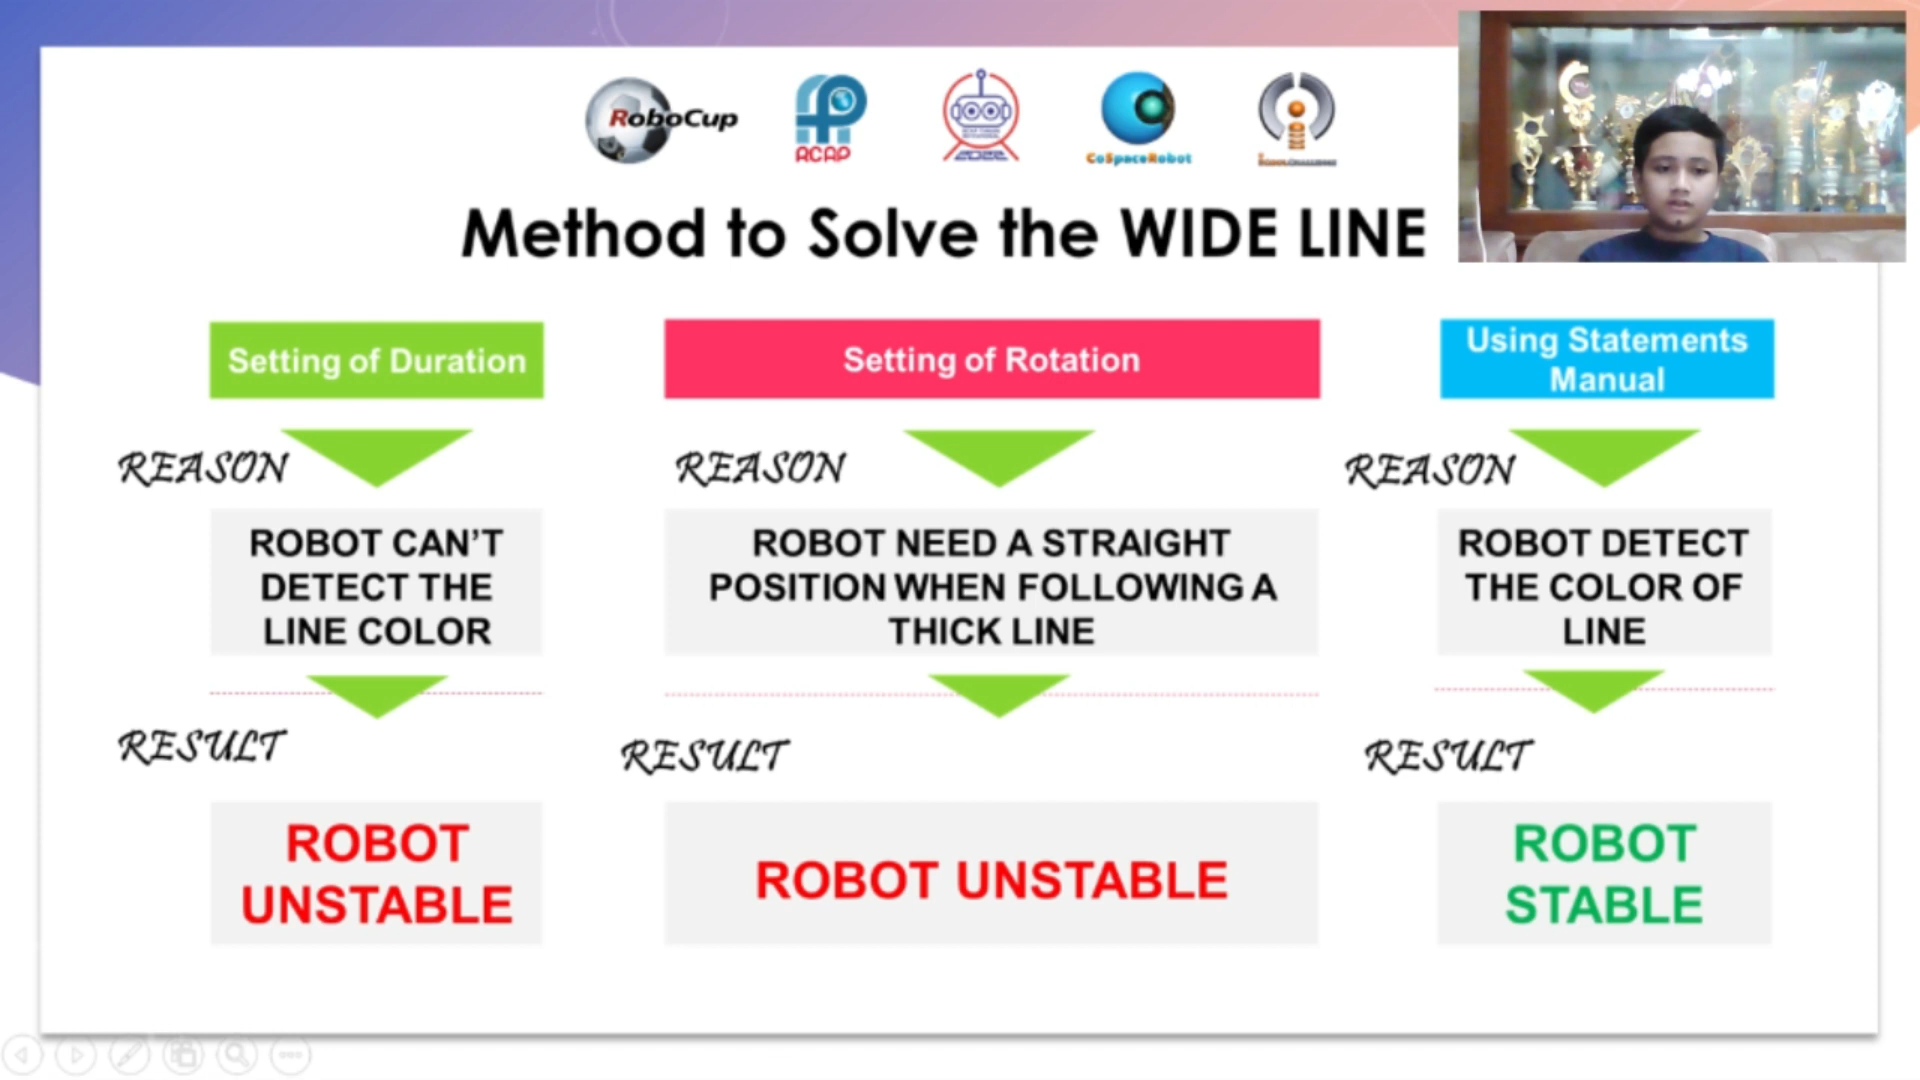 RoboCup
RCAP
CoSpaceRobot
Method to Solve the WIDE LINE
Setting of Duration
REASON
ROBOT CAN'T
DETECT THE
LINE COLOR
RESULT
ROBOT
UNSTABLE
Setting of Rotation
REASON
ROBOT NEED A STRAIGHT
POSITION WHEN FOLLOWING A
THICK LINE
RESULT
ROBOT UNSTABLE
Using Statements
Manual
REASON
ROBOT DETECT
THE COLOR OF
LINE
RESULT
ROBOT
STABLE